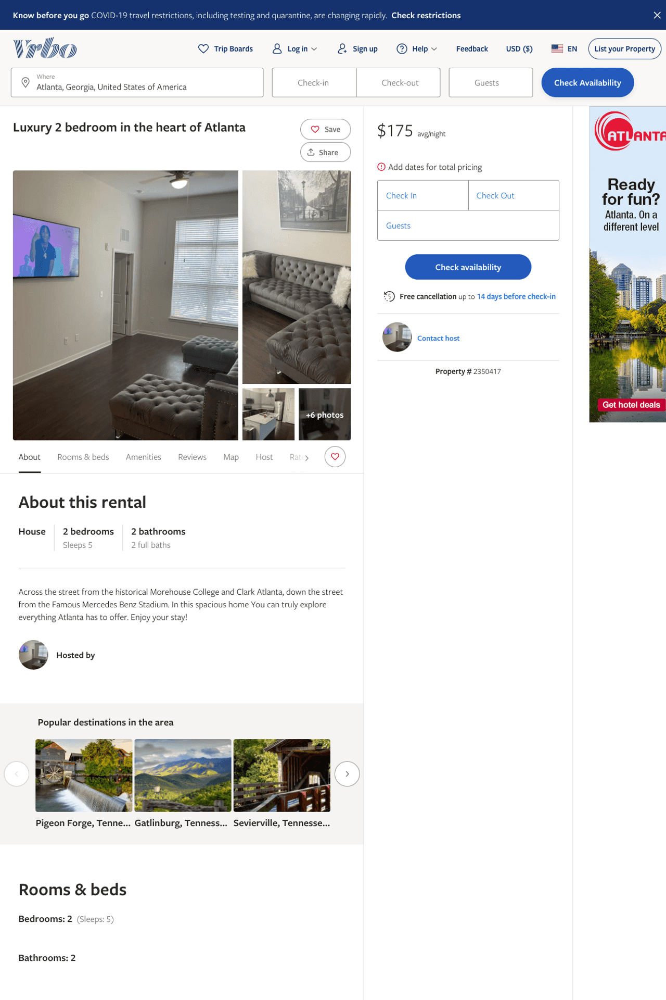 Know before you go COVID-19 travel restrictions, including testing and quarantine, are changing rapidly. Check restrictions
Vrbo
Trip Boards
Log in
Sign up
Help
Feedback
USD ($)
EN
List your Property
Where
Atlanta, Georgia, United States of America
Check-in
Check-out
Guests
Check Availability
Luxury 2 bedroom in the heart of Atlanta
Save
Share
+6 photos
About
Rooms & beds
Amenities
Reviews
Map
Host
About this rental
House
2 bedrooms
Sleeps 5
2 bathrooms
2 full baths
Across the street from the historical Morehouse College and Clark Atlanta, down the street
from the Famous Mercedes Benz Stadium. In this spacious home You can truly explore
everything Atlanta has to offer. Enjoy your stay!
Hosted by
Popular destinations in the area
Pigeon Forge, Tenne...
Gatlinburg, Tenness...
Sevierville, Tennesse...
Rooms & beds
Bedrooms: 2 (Sleeps: 5)
Bathrooms: 2
$175 avg/night
Add dates for total pricing
Check In
Check Out
Guests
Check availability
Free cancellation up to 14 days before check-in
Contact host
Property # 2350417
ATLANTA
Ready
for fun?
Atlanta. On a
different level
Get hotel deals